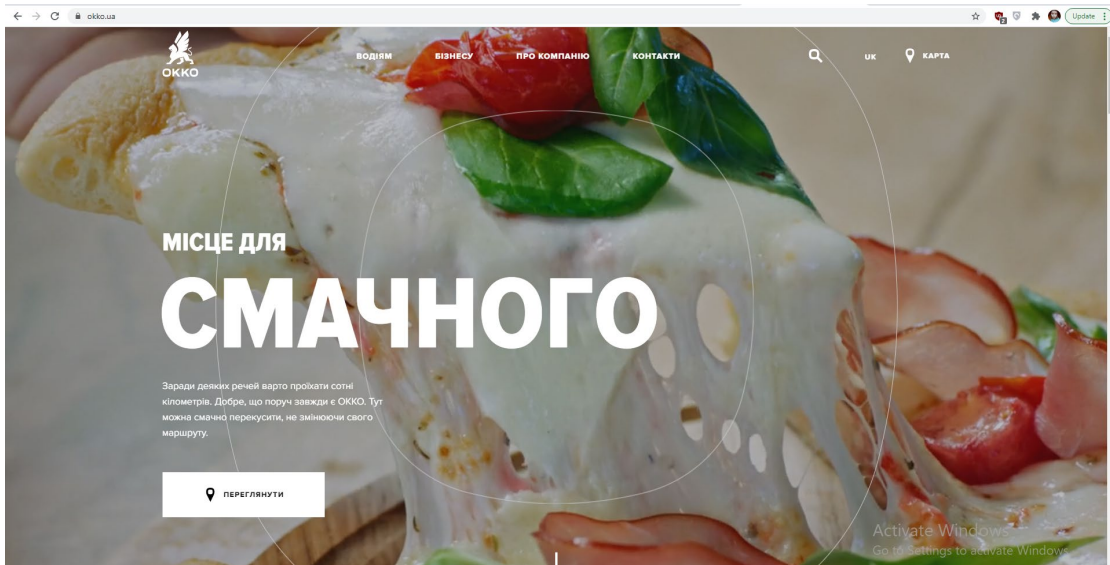 okko.ua
Update
ОККО
ВОДІЯМ
БІЗНЕСУ
ПРО КОМПАНІЮ
КОНТАКТИ
UK
КАРТА
МІСЦЕ ДЛЯ
СМАЧНОГО
Заради деяких речей варто проїхати сотні
кілометрів. Добре, що поруч завжди є ОККО. Тут
можна смачно перекусити, не змінюючи свого
маршруту.
ПЕРЕГЛЯНУТИ
Activate Windows
Go to Settings to activate Windows.